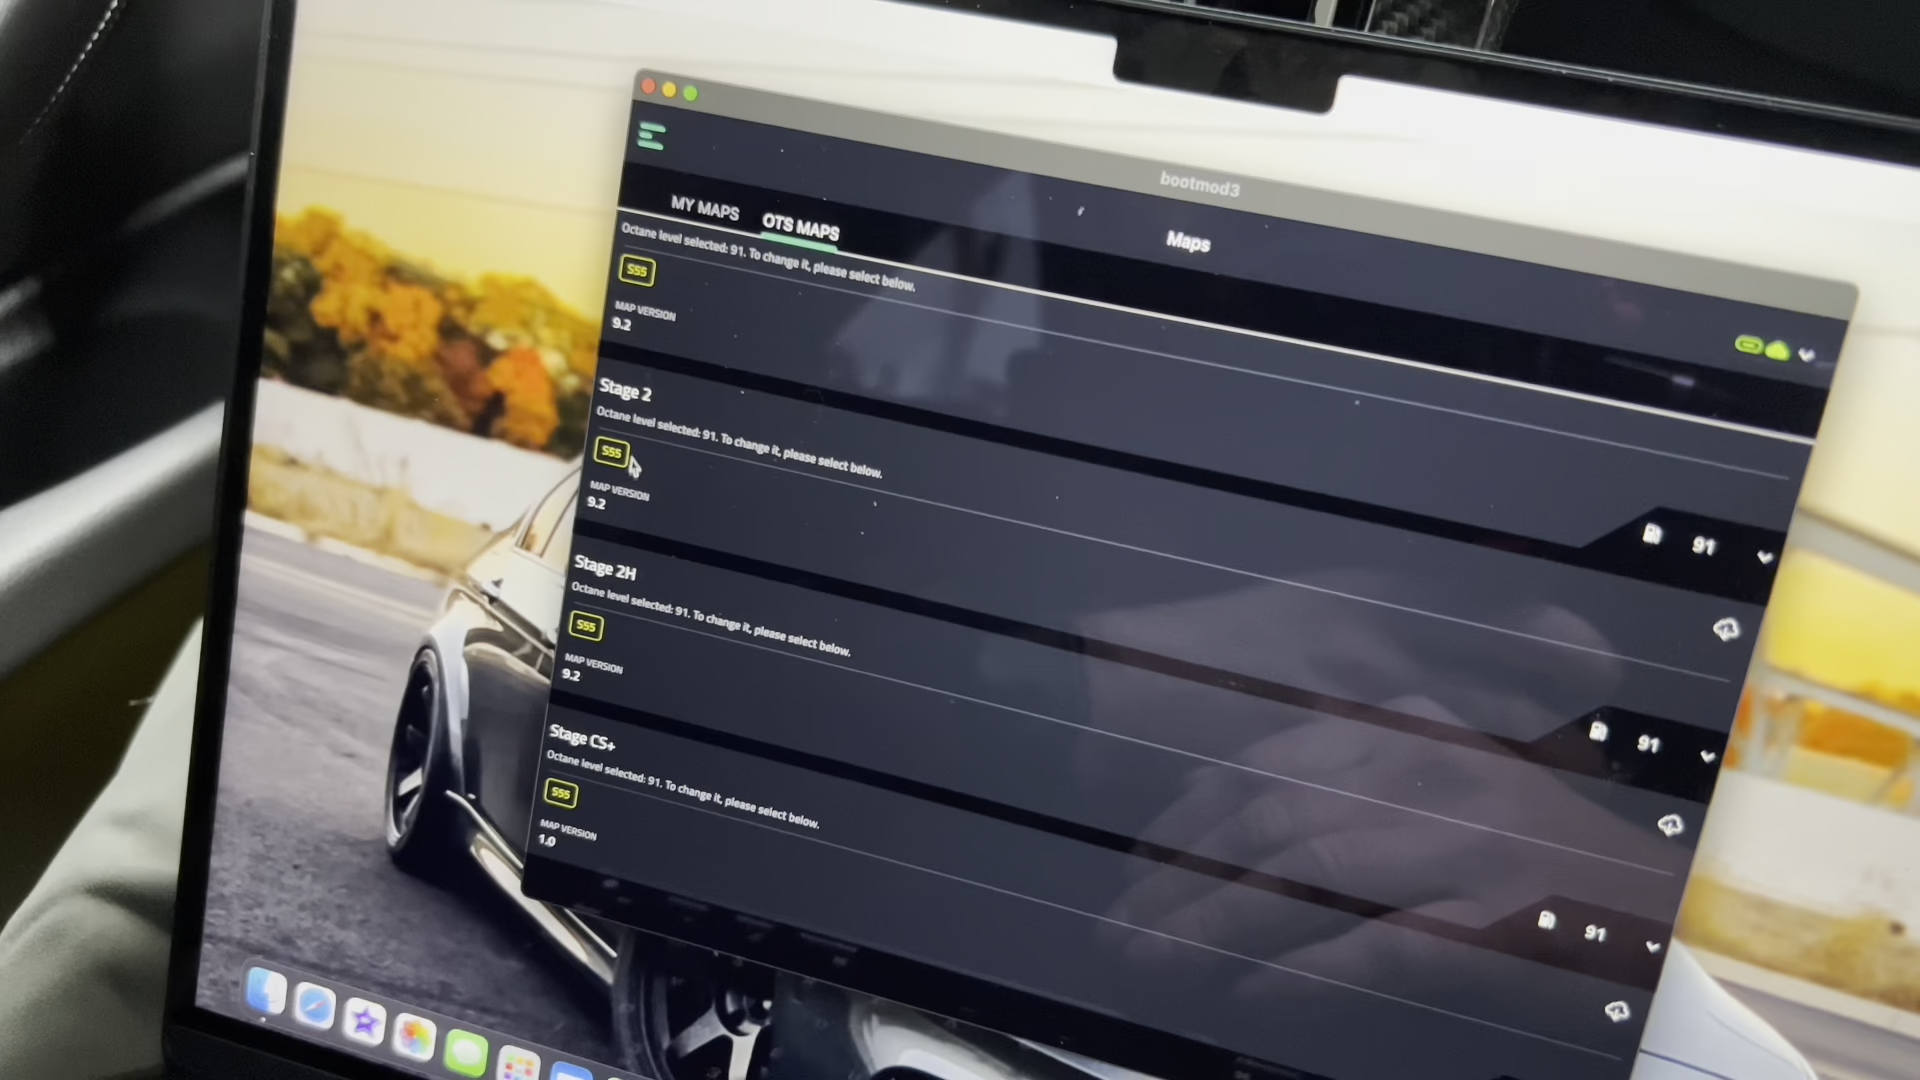 bootmod3
MY MAPS OTS MAPS
Maps
Octane level selected: 91. To change it, please select below.
S55
MAP VERSION
9.2
91
Stage 2
Octane level selected: 91. To change it, please select below.
S55
MAP VERSION
9.2
91
Stage 2H
Octane level selected: 91. To change it, please select below.
S55
MAP VERSION
9.2
91
Stage CS+
Octane level selected: 91. To change it, please select below.
S55
MAP VERSION
1.0